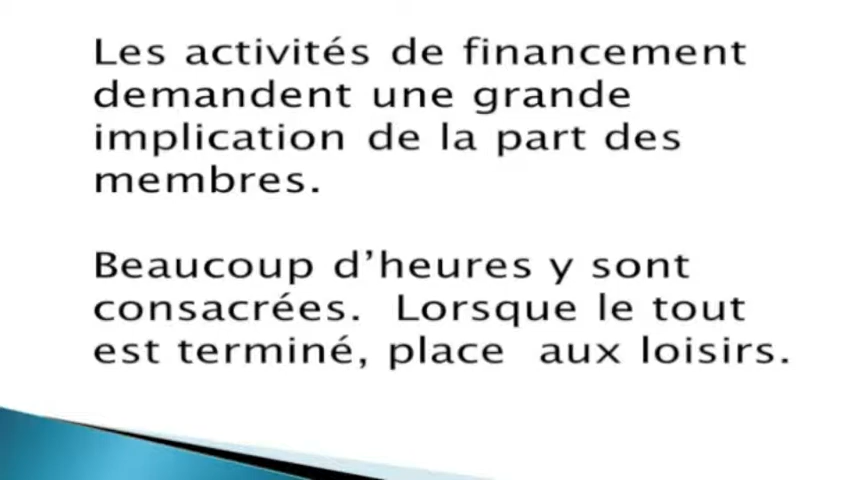 Les activités de financement
demandent une grande
implication de la part des
membres.
Beaucoup d’heures y sont
consacrées.  Lorsque le tout
est terminé, place  aux loisirs.